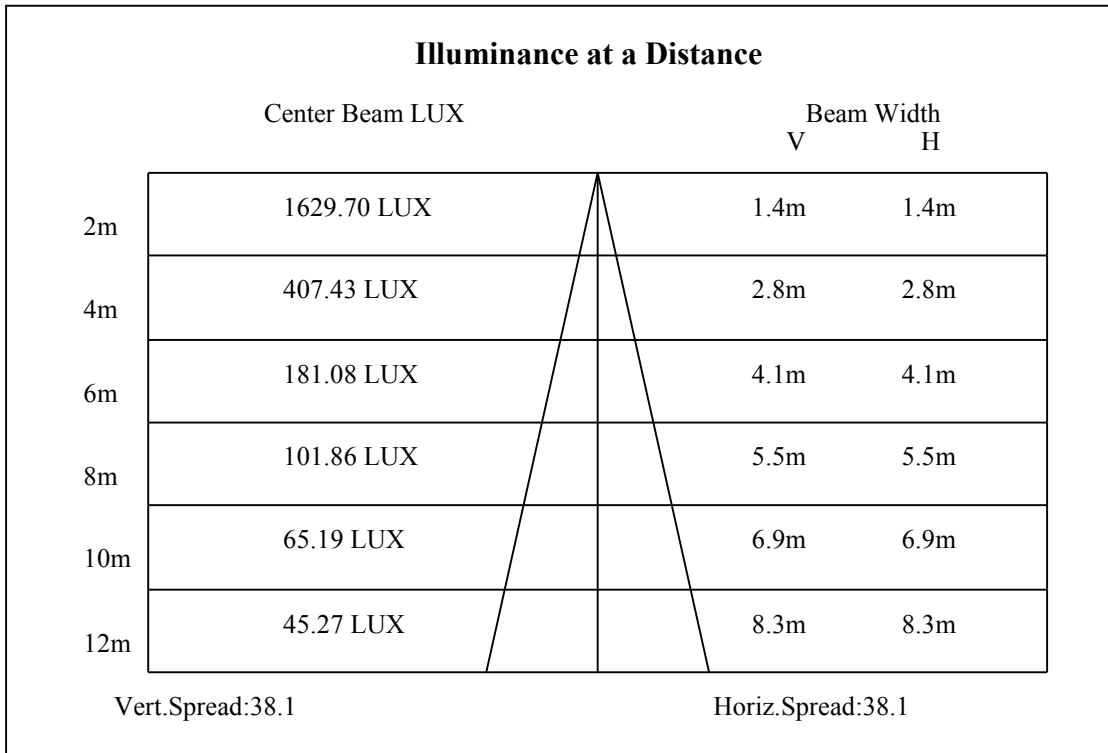 Illuminance at a Distance
Center Beam LUX Beam Width
V H
2m 1629.70 LUX 1.4m 1.4m
4m 407.43 LUX 2.8m 2.8m
6m 181.08 LUX 4.1m 4.1m
8m 101.86 LUX 5.5m 5.5m
10m 65.19 LUX 6.9m 6.9m
12m 45.27 LUX 8.3m 8.3m
Vert.Spread:38.1 Horiz.Spread:38.1